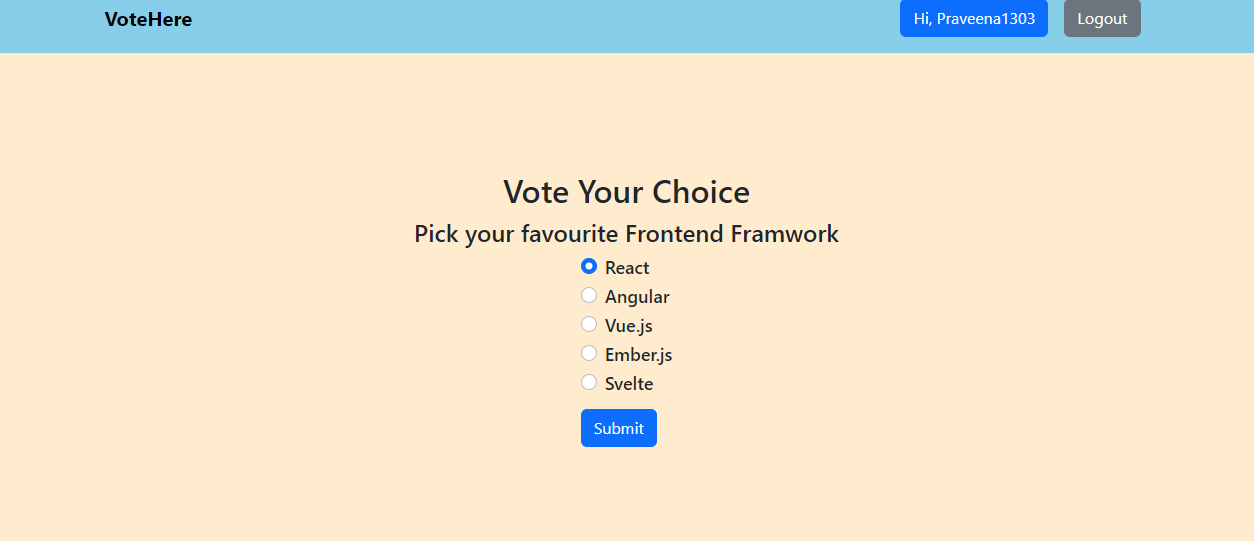 VoteHere
Hi, Praveena1303
Logout
Vote Your Choice
Pick your favourite Frontend Framwork
React
Angular
Vue.js
Ember.js
Svelte
Submit